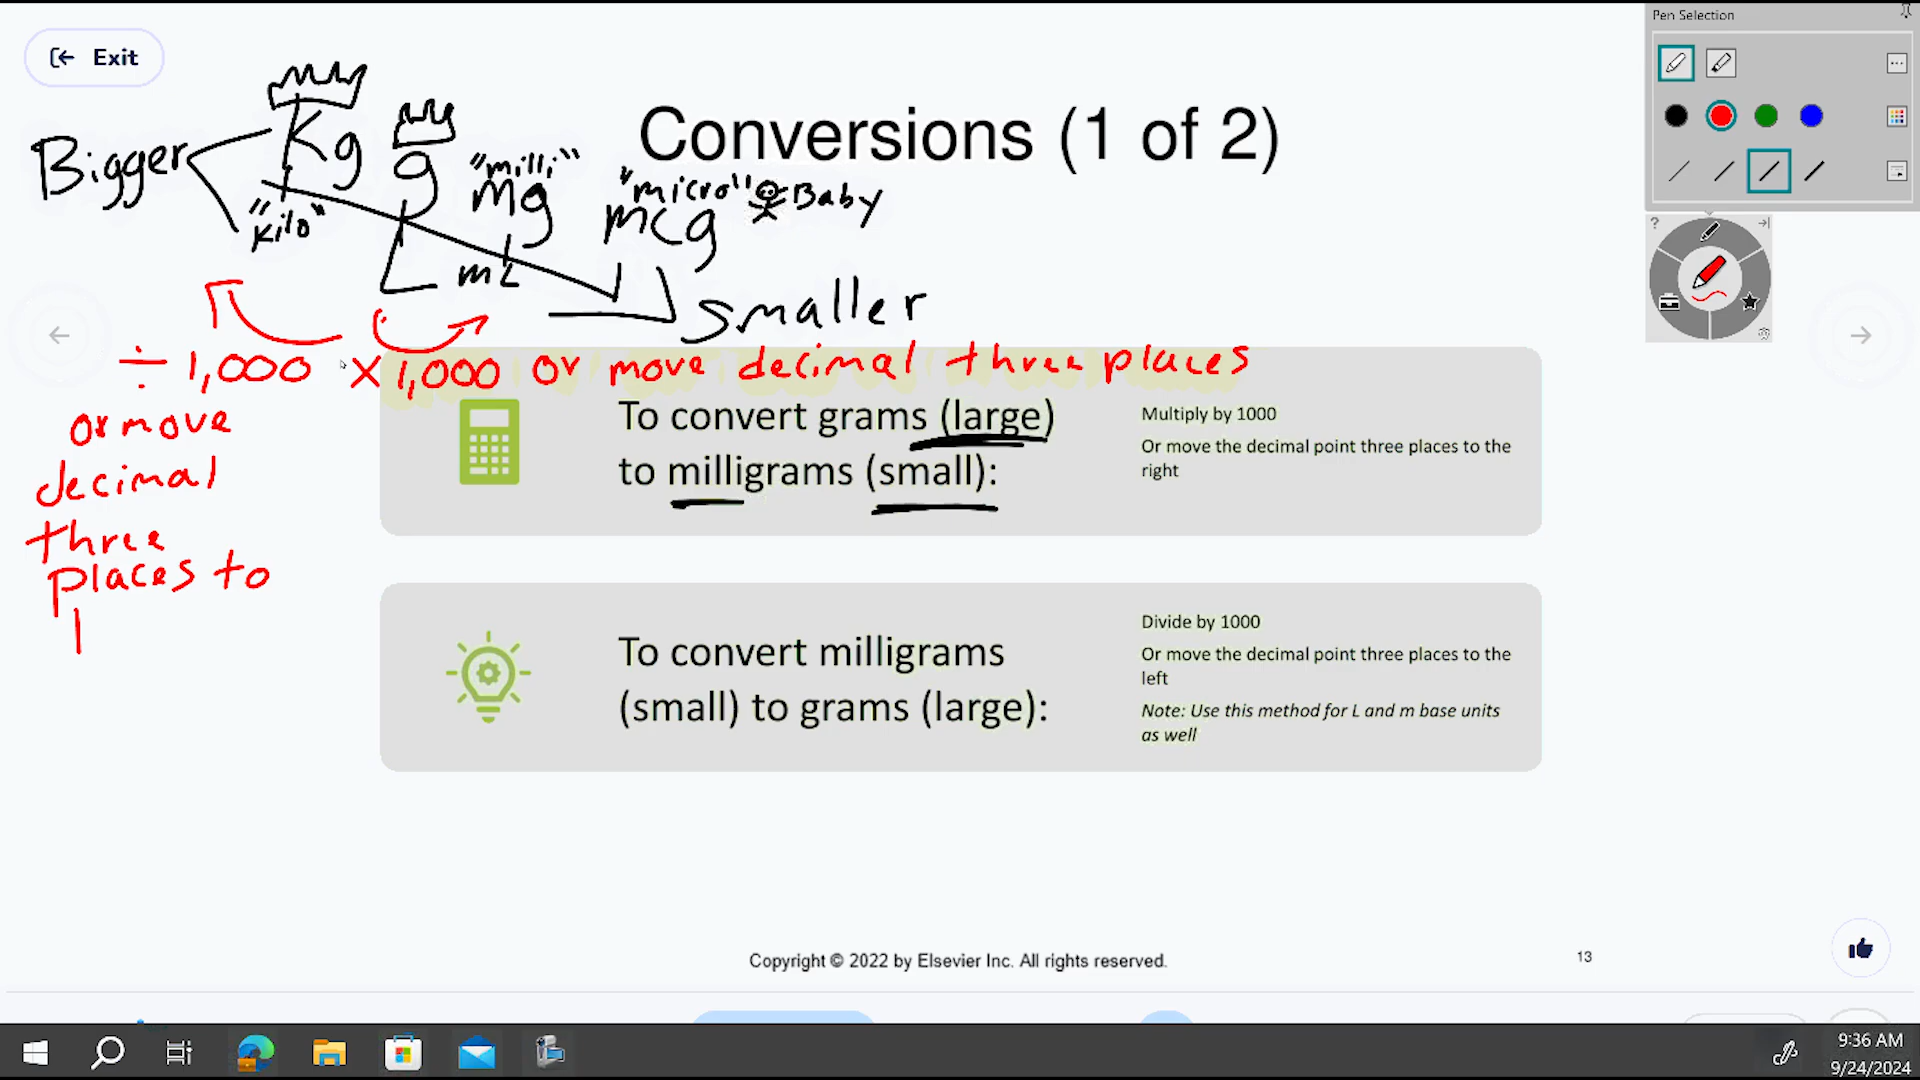 Pen Selection
Exit
Conversions (1 of 2)
Bigger
Kg g mg mcg
"kilo"
"milli"
"micro" Baby
L mL
smaller
÷ 1,000 x 1,000 or move decimal three places
or move
decimal
three
places to
l
To convert grams (large)
to milligrams (small):
Multiply by 1000
Or move the decimal point three places to the
right
To convert milligrams
(small) to grams (large):
Divide by 1000
Or move the decimal point three places to the
left
Note: Use this method for L and m base units
as well
Copyright © 2022 by Elsevier Inc. All rights reserved.
13
9:36 AM
9/24/2024